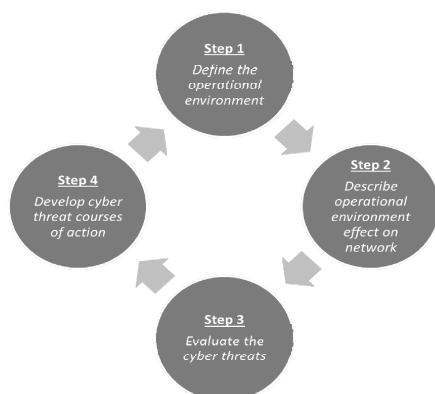 Step 1
Define the
operational
environment
Step 2
Describe
operational
environment
effect on
network
Step 3
Evaluate the
cyber threats
Step 4
Develop cyber
threat courses
of action